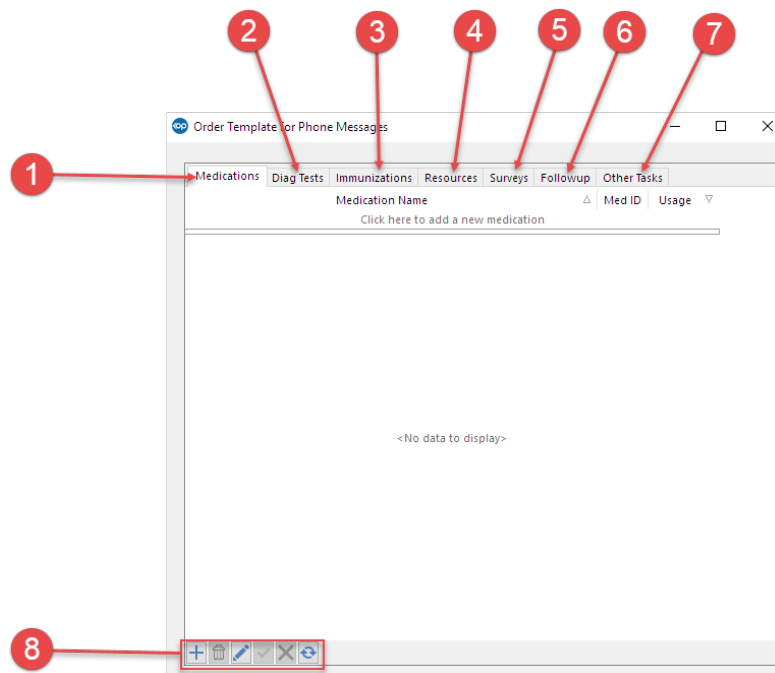 2 3 4 5 6 7
op Order Template for Phone Messages
1
Medications Diag Tests Immunizations Resources Surveys Followup Other Tasks
Medication Name Med ID Usage
Click here to add a new medication
<No data to display>
8